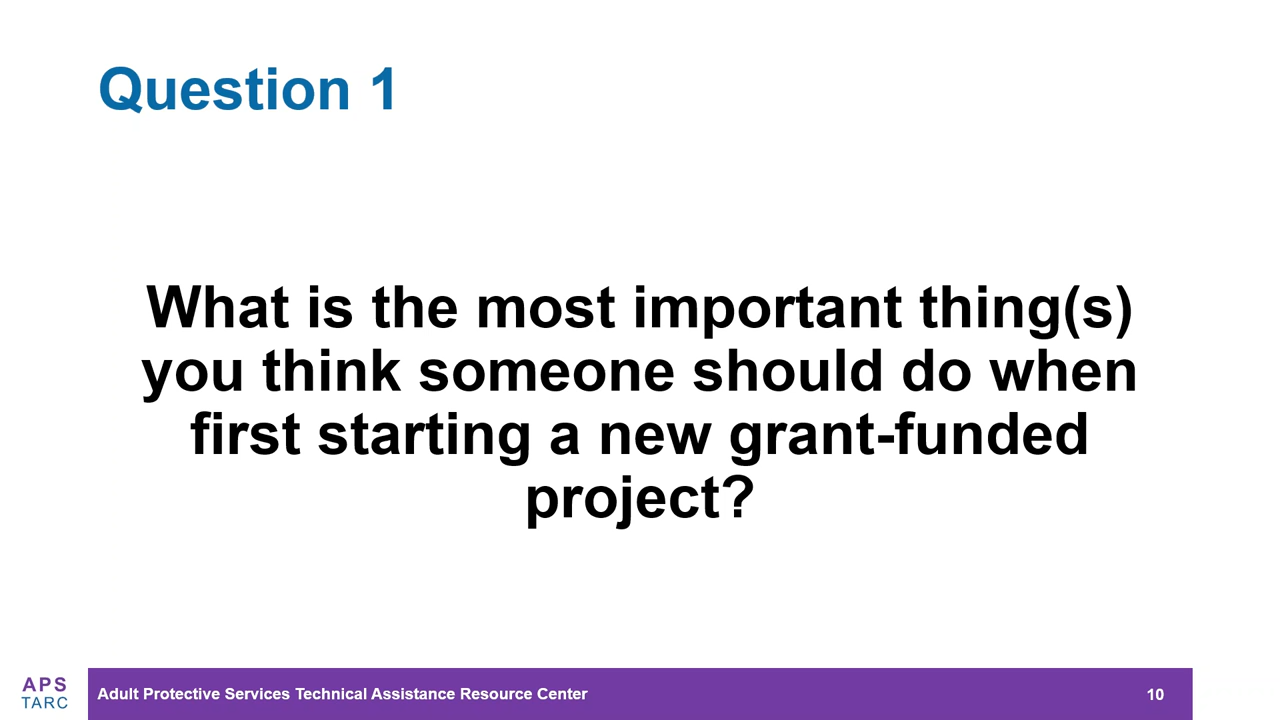 Question 1
What is the most important thing(s)
you think someone should do when
first starting a new grant-funded
project?
APS
TARC
Adult Protective Services Technical Assistance Resource Center
10